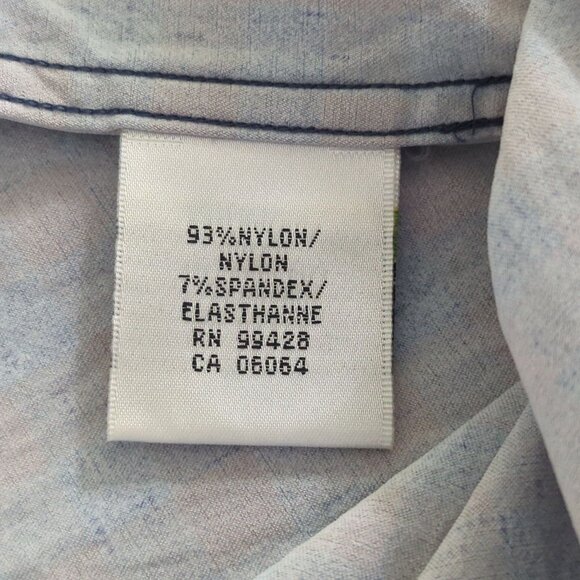 93%NYLON/
NYLON
7%SPANDEX/
ELASTHANNE
RN 99428
CA 06064